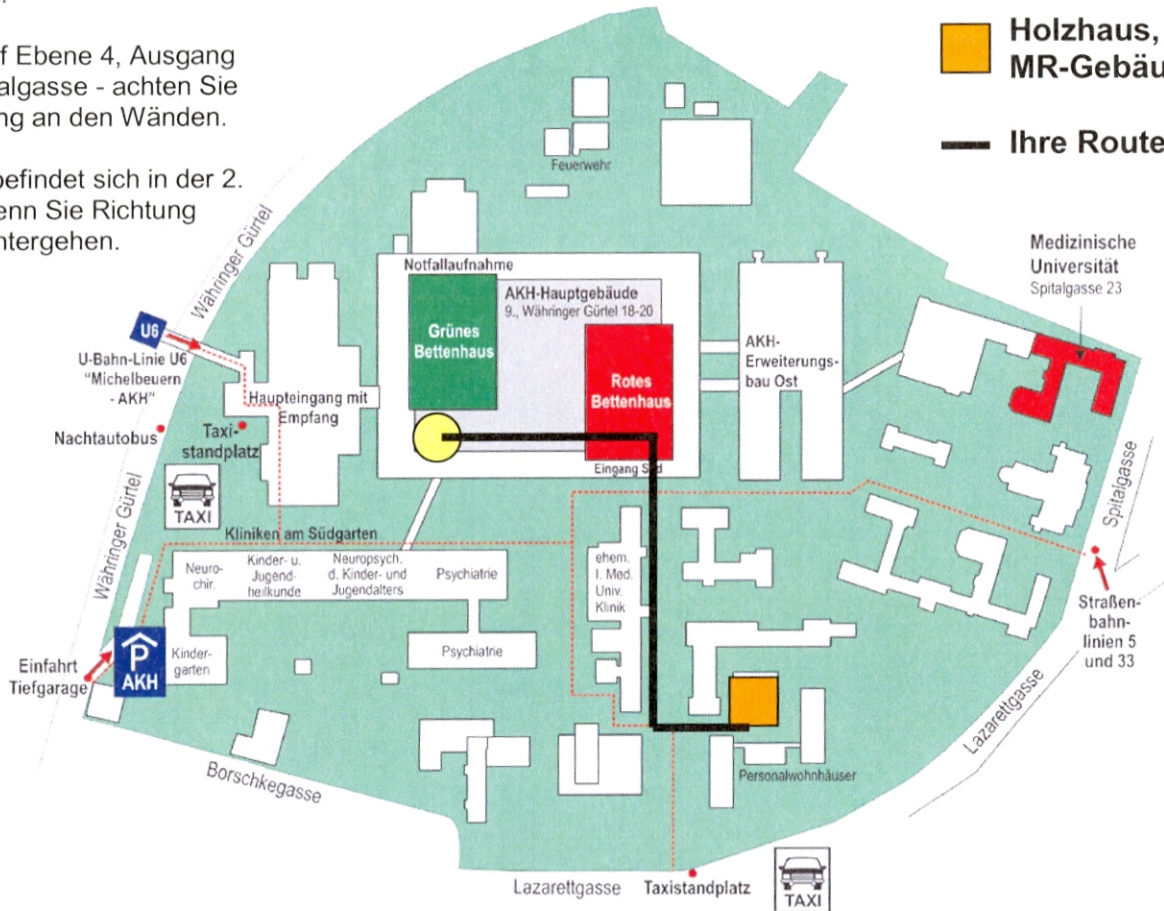 f Ebene 4, Ausgang
algasse - achten Sie
ng an den Wänden.
befindet sich in der 2.
enn Sie Richtung
ntergehen.
Holzhaus,
MR-Gebäu
Ihre Route
Feuerwehr
Währinger Gürtel
Medizinische
Universität
Spitalgasse 23
Notfallaufnahme
AKH-Hauptgebäude
9., Währinger Gürtel 18-20
Grünes
Bettenhaus
Rotes
Bettenhaus
AKH-
Erweiterungs-
bau Ost
U6
U-Bahn-Linie U6
"Michelbeuern
- AKH"
Haupteingang mit
Empfang
Nachtautobus
Taxi-
standplatz
TAXI
Eingang Süd
Währinger Gürtel
Spitalgasse
Kliniken am Südgarten
Neuro-
chir.
Kinder- u.
Jugend-
heilkunde
Neuropsych.
d. Kinder- und
Jugendalters
Psychiatrie
ehem.
I. Med.
Univ.
Klinik
Straßen-
bahn-
linien 5
und 33
Einfahrt
Tiefgarage
P
AKH
Kinder-
garten
Psychiatrie
Lazarettgasse
Borschkegasse
Personalwohnhäuser
Lazarettgasse
Taxistandplatz
TAXI